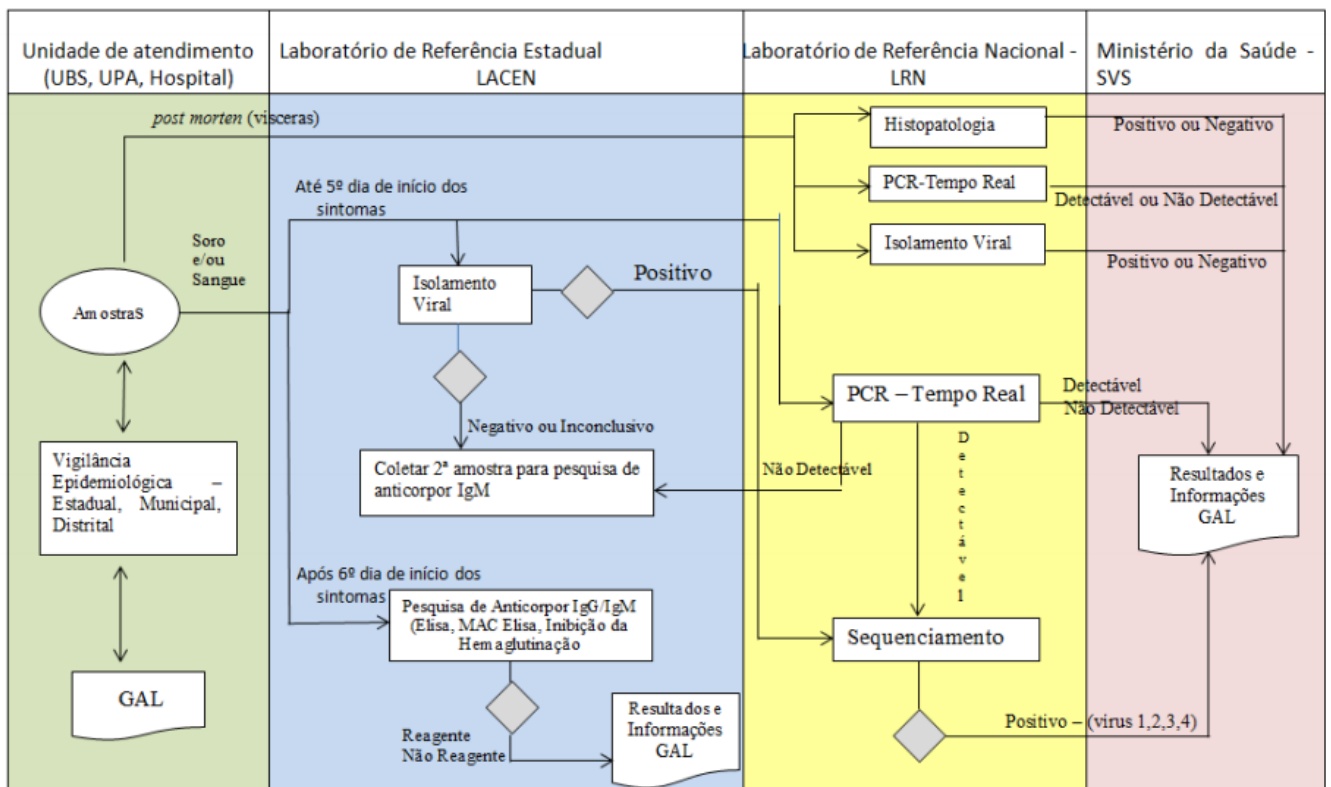 Unidade de atendimento
(UBS, UPA, Hospital)
Laboratório de Referência Estadual
LACEN
Laboratório de Referência Nacional -
LRN
Ministério da Saúde -
SVS
post morten (visceras)
Histopatologia
Positivo ou Negativo
PCR-Tempo Real
Detectável ou Não Detectável
Isolamento Viral
Positivo ou Negativo
Até 5º dia de início dos
sintomas
Soro
e/ou
Sangue
AmostraS
Isolamento
Viral
Positivo
Negativo ou Inconclusivo
Coletar 2ª amostra para pesquisa de
anticorpor IgM
PCR – Tempo Real
Detectável
Não Detectável
Não Detectável
D
e
t
e
c
t
á
v
e
l
Resultados e
Informações
GAL
Vigilância
Epidemiológica –
Estadual, Municipal,
Distrital
GAL
Após 6º dia de início dos
sintomas
Pesquisa de Anticorpor IgG/IgM
(Elisa, MAC Elisa, Inibição da
Hemaglutinação
Reagente
Não Reagente
Resultados e
Informações
GAL
Sequenciamento
Positivo – (virus 1,2,3,4)